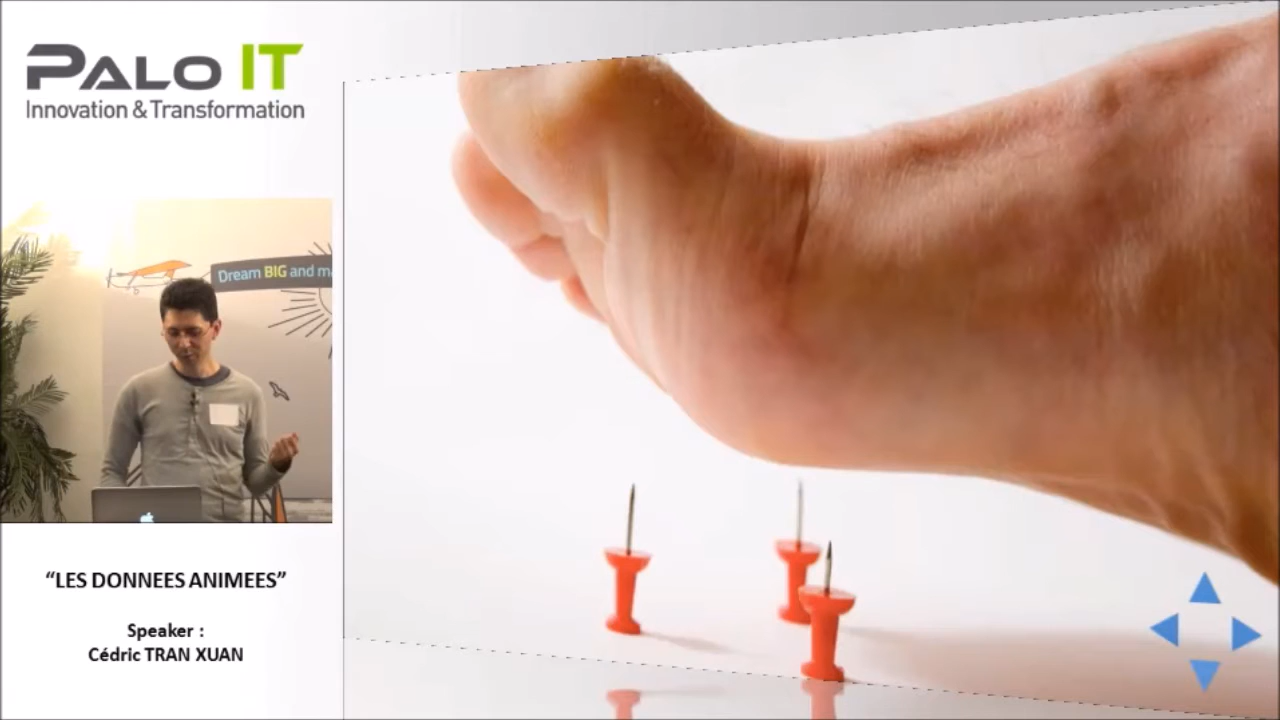 PALO IT
Innovation & Transformation
Dream BIG and m
“LES DONNEES ANIMEES”
Speaker :
Cédric TRAN XUAN